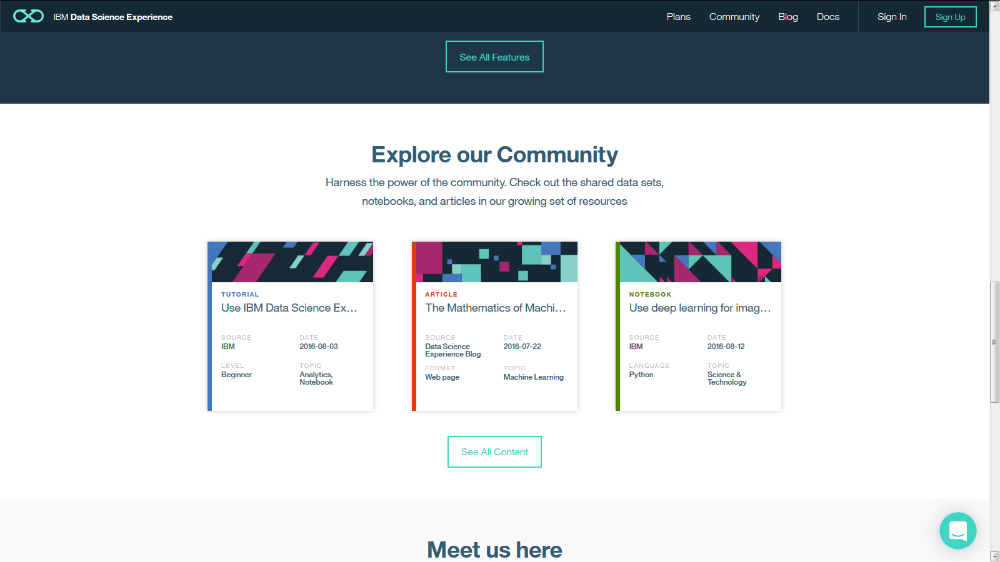 IBM Data Science Experience
Plans
Community
Blog
Docs
Sign In
Sign Up
See All Features
Explore our Community
Harness the power of the community. Check out the shared data sets,
notebooks, and articles in our growing set of resources
TUTORIAL
Use IBM Data Science Ex...
SOURCE
IBM
DATE
2016-08-03
LEVEL
Beginner
TOPIC
Analytics,
Notebook
ARTICLE
The Mathematics of Machi...
SOURCE
Data Science
Experience Blog
DATE
2016-07-22
FORMAT
Web page
TOPIC
Machine Learning
NOTEBOOK
Use deep learning for imag...
SOURCE
IBM
DATE
2016-08-12
LANGUAGE
Python
TOPIC
Science &
Technology
See All Content
Meet us here